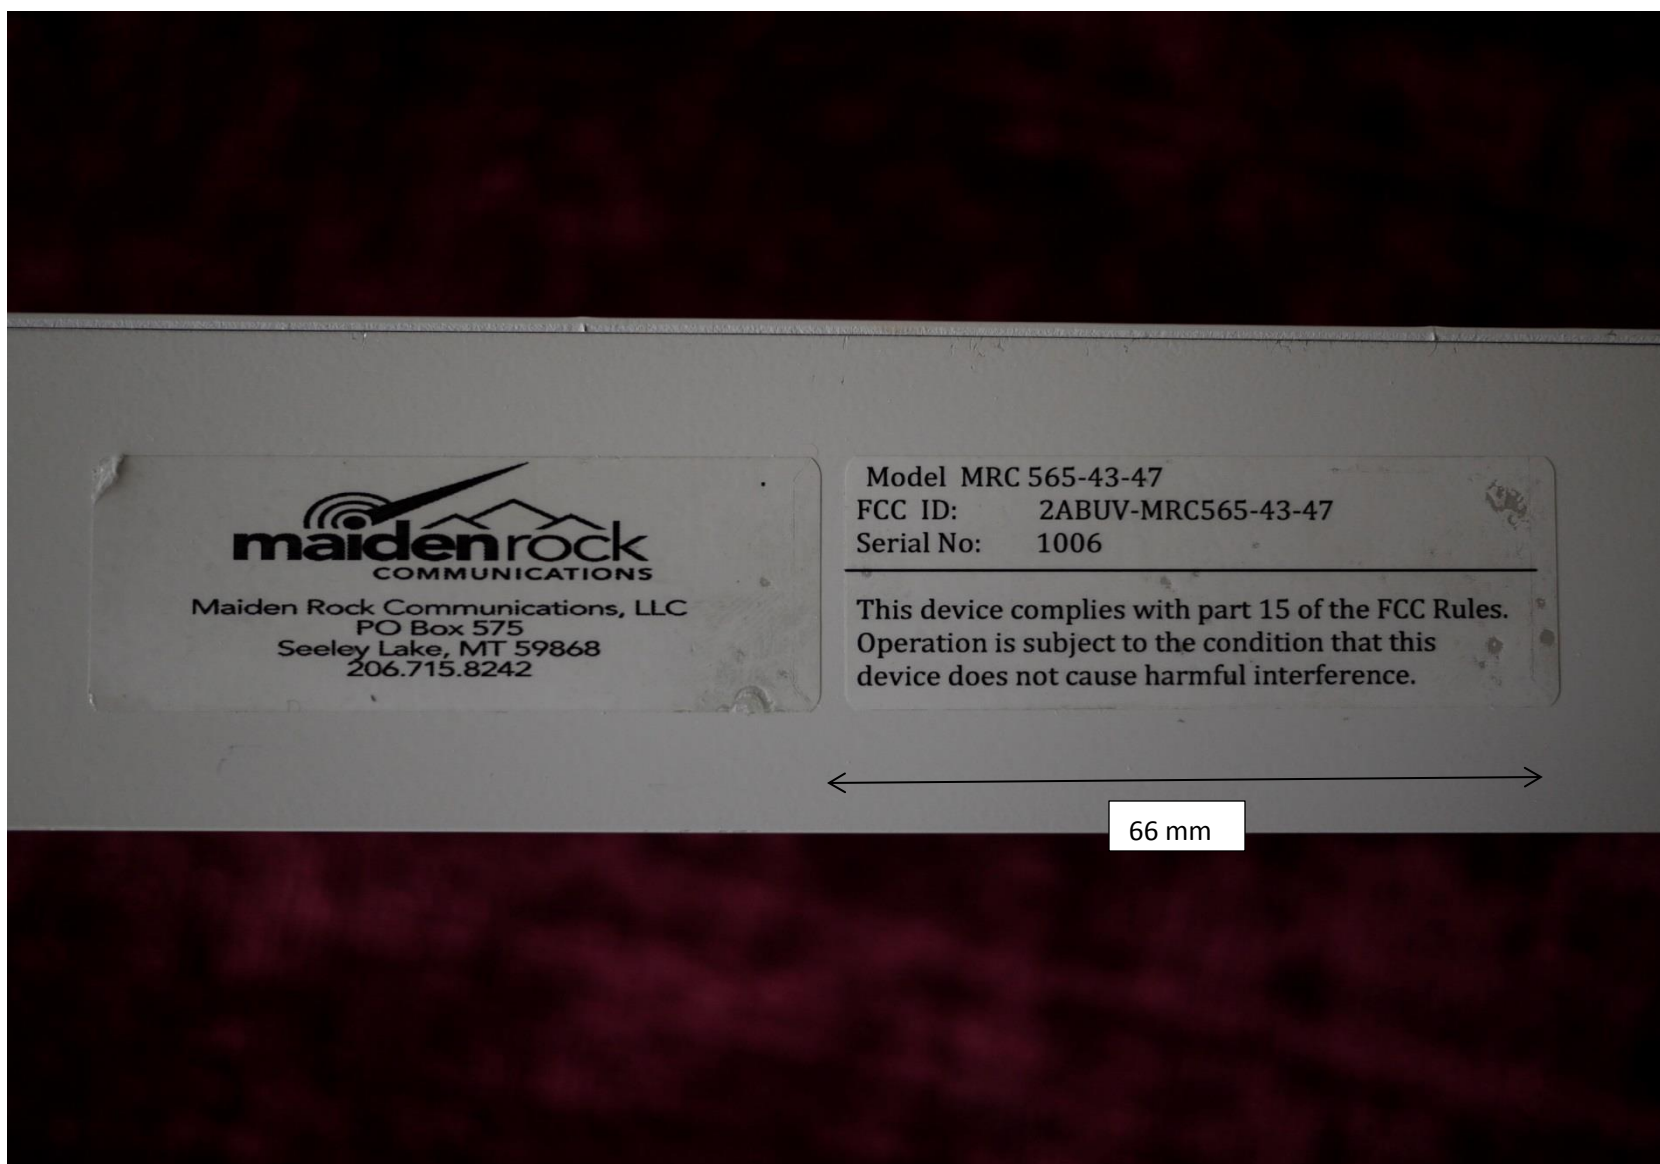 maidenrock
COMMUNICATIONS
Maiden Rock Communications, LLC
PO Box 575
Seeley Lake, MT 59868
206.715.8242
Model MRC 565-43-47
FCC ID: 2ABUV-MRC565-43-47
Serial No: 1006
This device complies with part 15 of the FCC Rules.
Operation is subject to the condition that this
device does not cause harmful interference.
66 mm